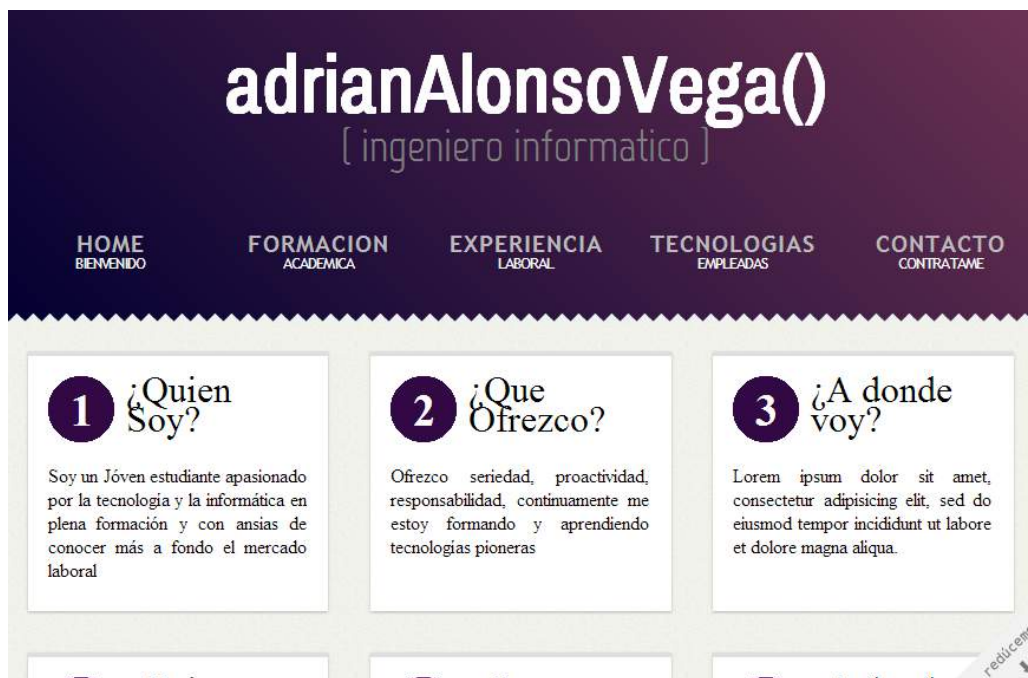 adrianAlonsoVega()
[ ingeniero informatico ]
HOME
BIENVENIDO
FORMACION
ACADEMICA
EXPERIENCIA
LABORAL
TECNOLOGIAS
EMPLEADAS
CONTACTO
CONTRATAME
1
¿Quien
Soy?
Soy un Jóven estudiante apasionado
por la tecnologia y la informática en
plena formación y con ansias de
conocer más a fondo el mercado
laboral
2
¿Que
Ofrezco?
Ofrezco seriedad, proactividad,
responsabilidad, continuamente me
estoy formando y aprendiendo
tecnologias pioneras
3
¿A donde
voy?
Lorem ipsum dolor sit amet,
consectetur adipisicing elit, sed do
eiusmod tempor incididunt ut labore
et dolore magna aliqua.